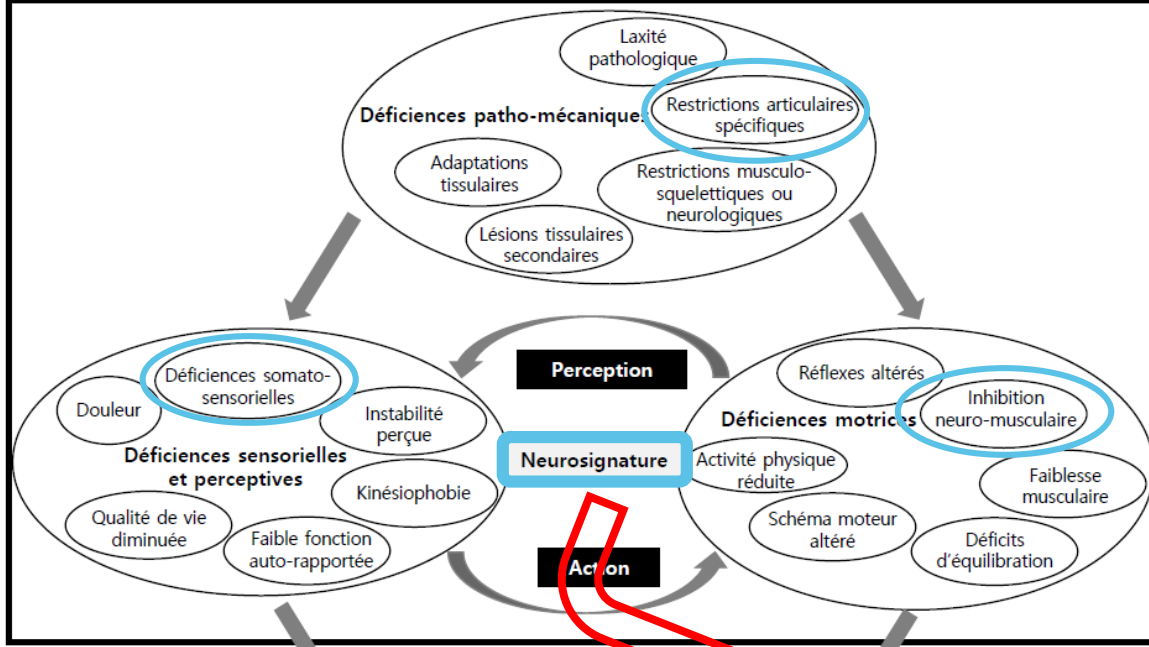 Laxité
pathologique
Déficiences patho-mécaniques
Restrictions articulaires
spécifiques
Adaptations
tissulaires
Restrictions musculo-
squelettiques ou
neurologiques
Lésions tissulaires
secondaires
Perception
Neurosignature
Action
Déficiences somato-
sensorielles
Douleur
Instabilité
perçue
Déficiences sensorielles
et perceptives
Kinésiophobie
Qualité de vie
diminuée
Faible fonction
auto-rapportée
Réflexes altérés
Inhibition
neuro-musculaire
Déficiences motrices
Activité physique
réduite
Faiblesse
musculaire
Schéma moteur
altéré
Déficits
d'équilibration